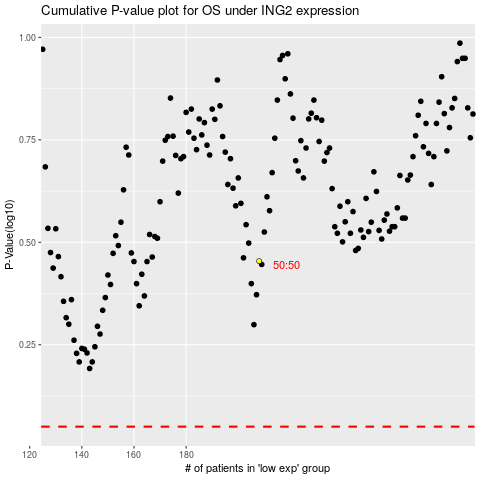 Cumulative P-value plot for OS under ING2 expression
P-Value(log10)
1.00
0.75
0.50
0.25
50:50
120 140 160 180
# of patients in 'low exp' group